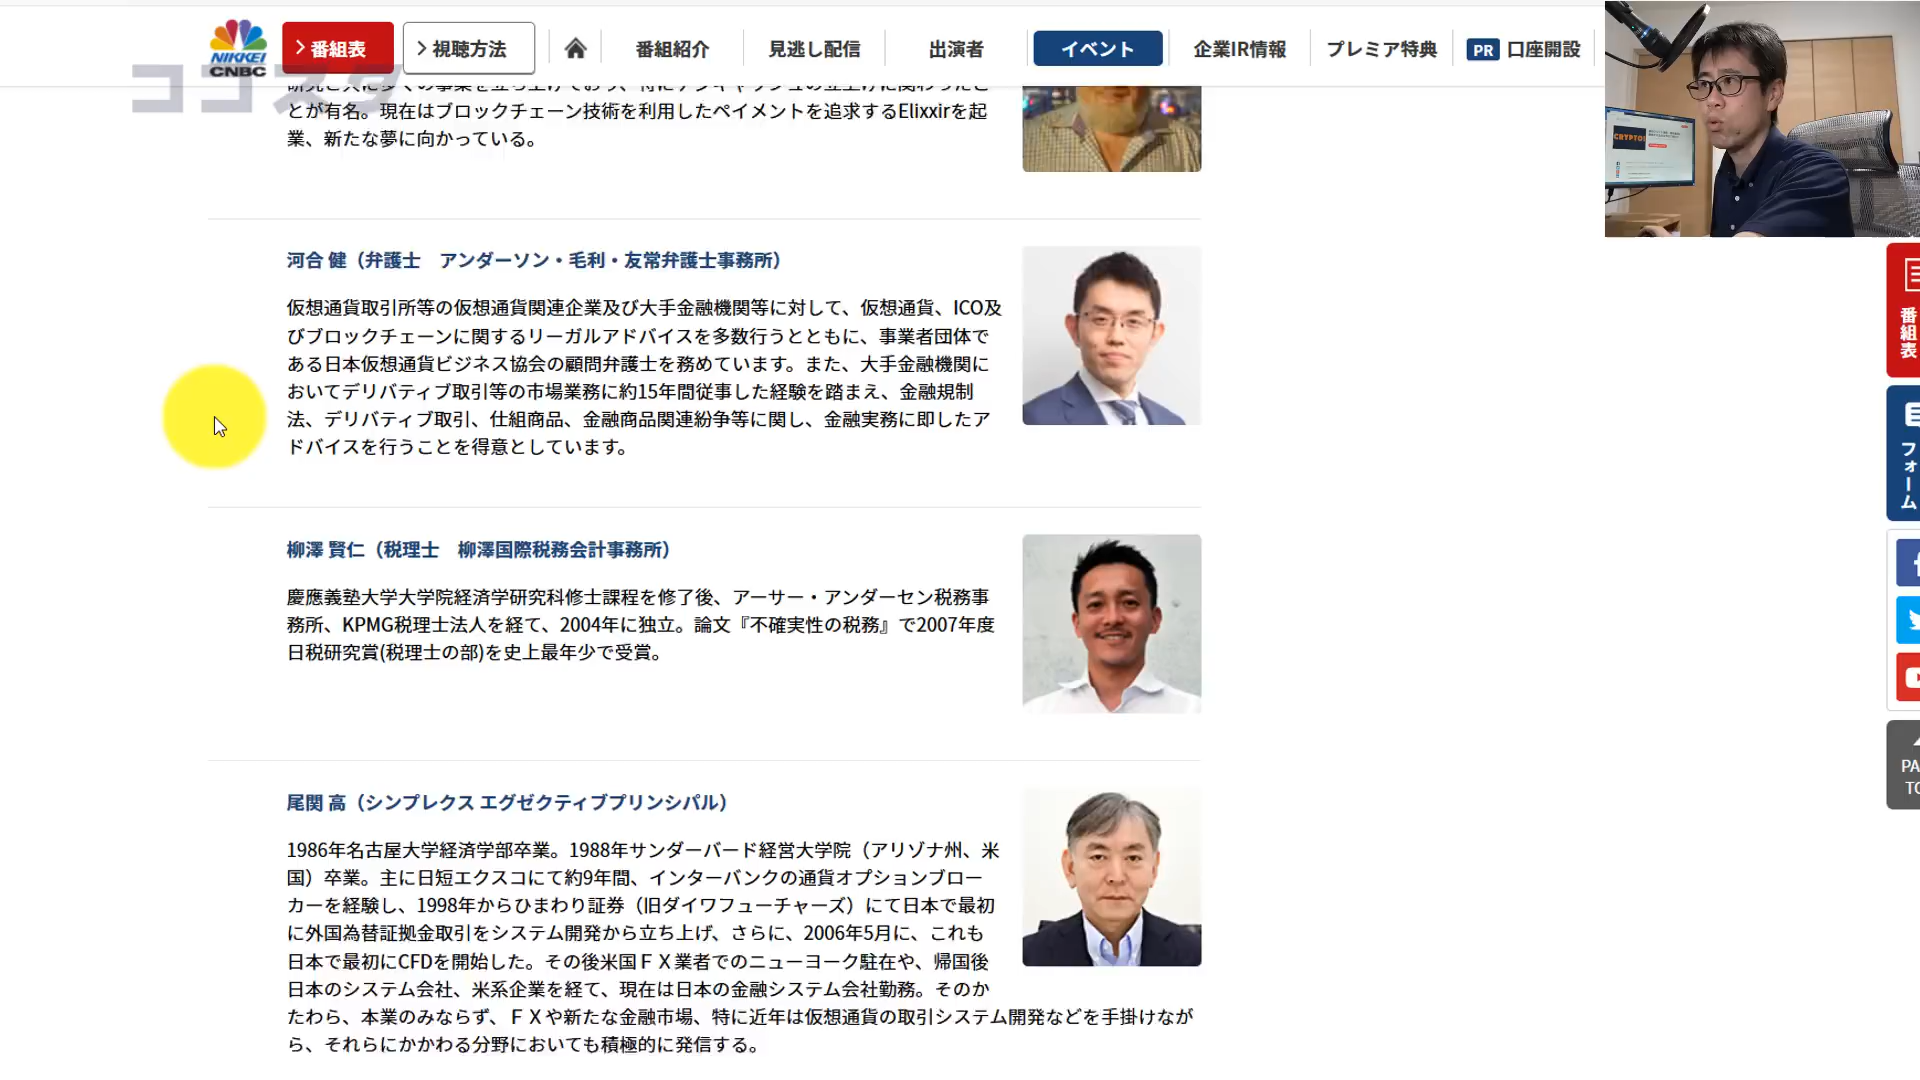 NIKKEI CNBC
番組表
視聴方法
番組紹介
見逃し配信
出演者
イベント
企業IR情報
プレミア特典
PR 口座開設
ココスタ
とが有名。現在はブロックチェーン技術を利用したペイメントを追求するElixxirを起
業、新たな夢に向かっている。
河合 健（弁護士　アンダーソン・毛利・友常弁護士事務所）
仮想通貨取引所等の仮想通貨関連企業及び大手金融機関等に対して、仮想通貨、ICO及
びブロックチェーンに関するリーガルアドバイスを多数行うとともに、事業者団体で
ある日本仮想通貨ビジネス協会の顧問弁護士を務めています。また、大手金融機関に
おいてデリバティブ取引等の市場業務に約15年間従事した経験を踏まえ、金融規制
法、デリバティブ取引、仕組商品、金融商品関連紛争等に関し、金融実務に即したア
ドバイスを行うことを得意としています。
柳澤 賢仁（税理士　柳澤国際税務会計事務所）
慶應義塾大学大学院経済学研究科修士課程を修了後、アーサー・アンダーセン税務事
務所、KPMG税理士法人を経て、2004年に独立。論文『不確実性の税務』で2007年度
日税研究賞(税理士の部)を史上最年少で受賞。
尾関 高（シンプレクス エグゼクティブプリンシパル）
1986年名古屋大学経済学部卒業。1988年サンダーバード経営大学院（アリゾナ州、米
国）卒業。主に日短エクスコにて約9年間、インターバンクの通貨オプションブロー
カーを経験し、1998年からひまわり証券（旧ダイワフューチャーズ）にて日本で最初
に外国為替証拠金取引をシステム開発から立ち上げ、さらに、2006年5月に、これも
日本で最初にCFDを開始した。その後米国ＦＸ業者でのニューヨーク駐在や、帰国後
日本のシステム会社、米系企業を経て、現在は日本の金融システム会社勤務。そのか
たわら、本業のみならず、ＦＸや新たな金融市場、特に近年は仮想通貨の取引システム開発などを手掛けなが
ら、それらにかかわる分野においても積極的に発信する。
CRYPTO
番組表
フォーム
PA
TO